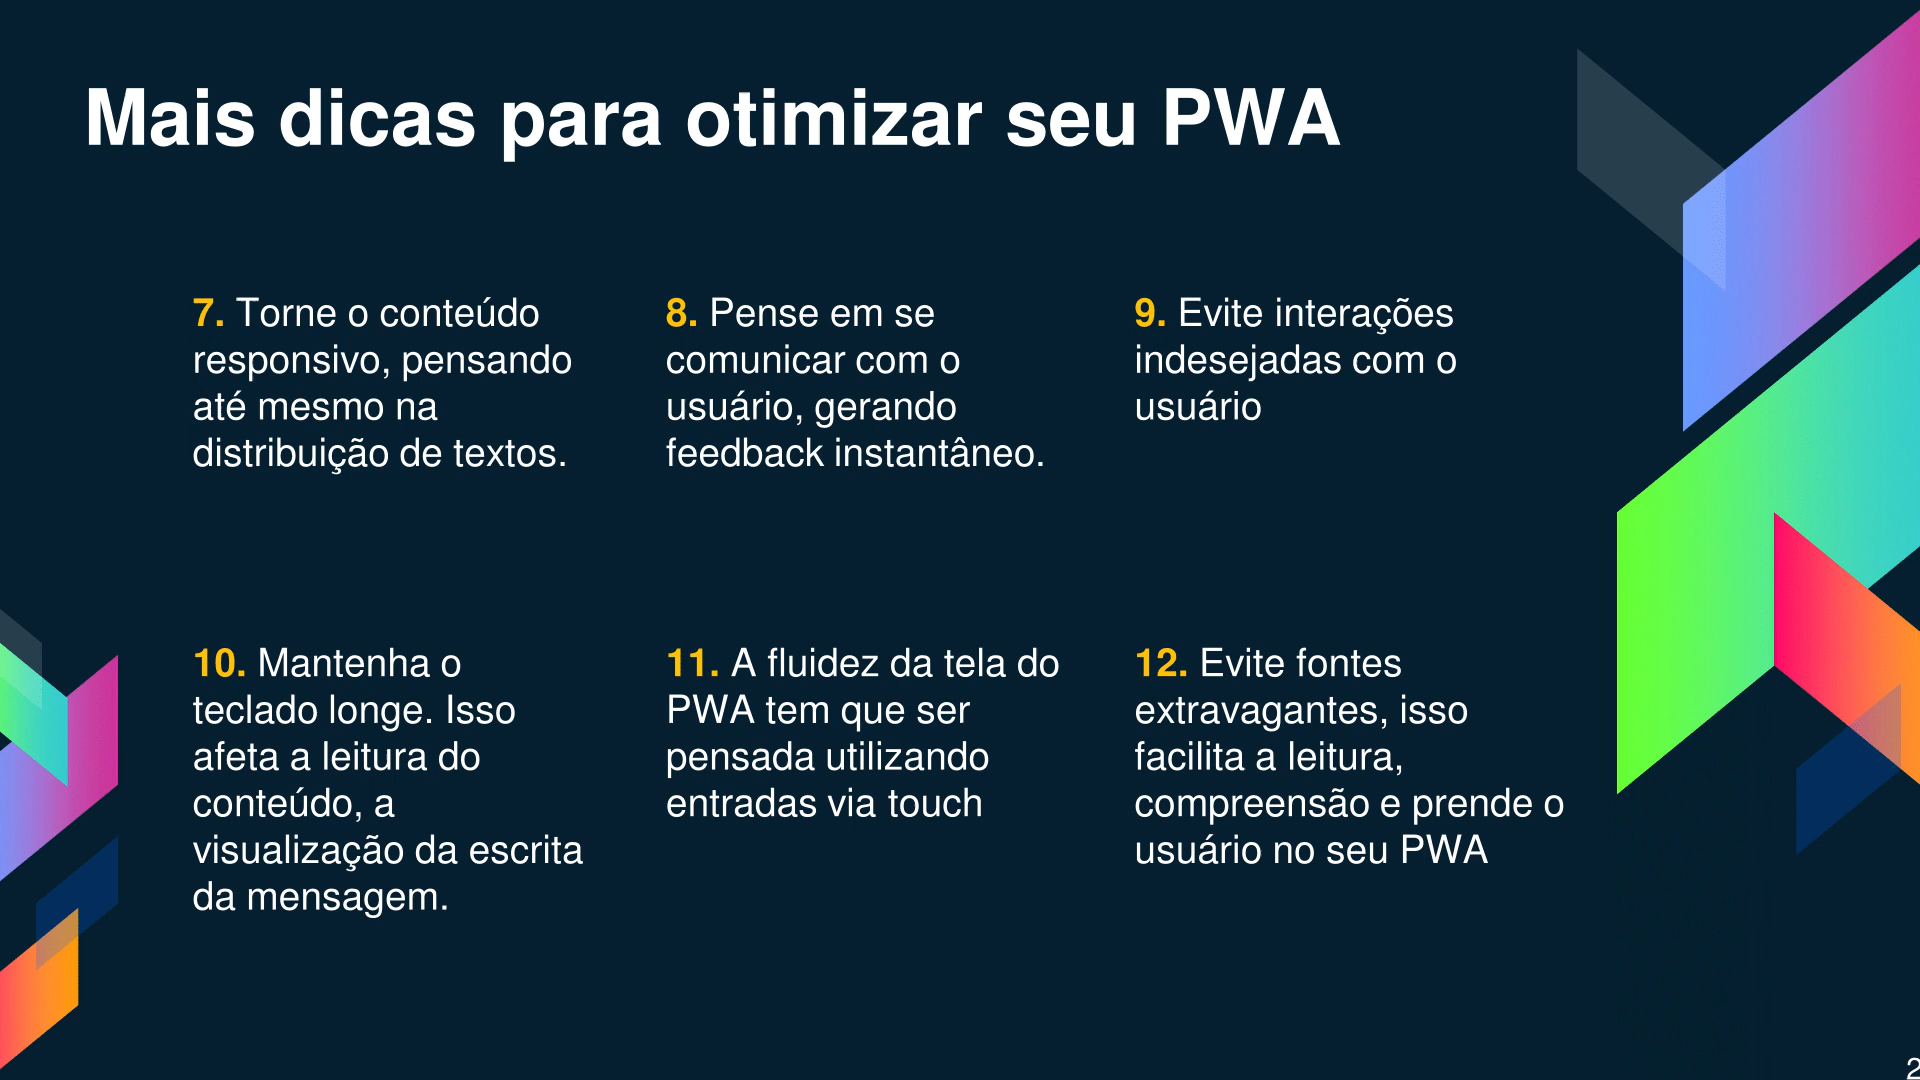 Mais dicas para otimizar seu PWA
7. Torne o conteúdo
responsivo, pensando
até mesmo na
distribuição de textos.
8. Pense em se
comunicar com o
usuário, gerando
feedback instantâneo.
9. Evite interações
indesejadas com o
usuário
10. Mantenha o
teclado longe. Isso
afeta a leitura do
conteúdo, a
visualização da escrita
da mensagem.
11. A fluidez da tela do
PWA tem que ser
pensada utilizando
entradas via touch
12. Evite fontes
extravagantes, isso
facilita a leitura,
compreensão e prende o
usuário no seu PWA
2